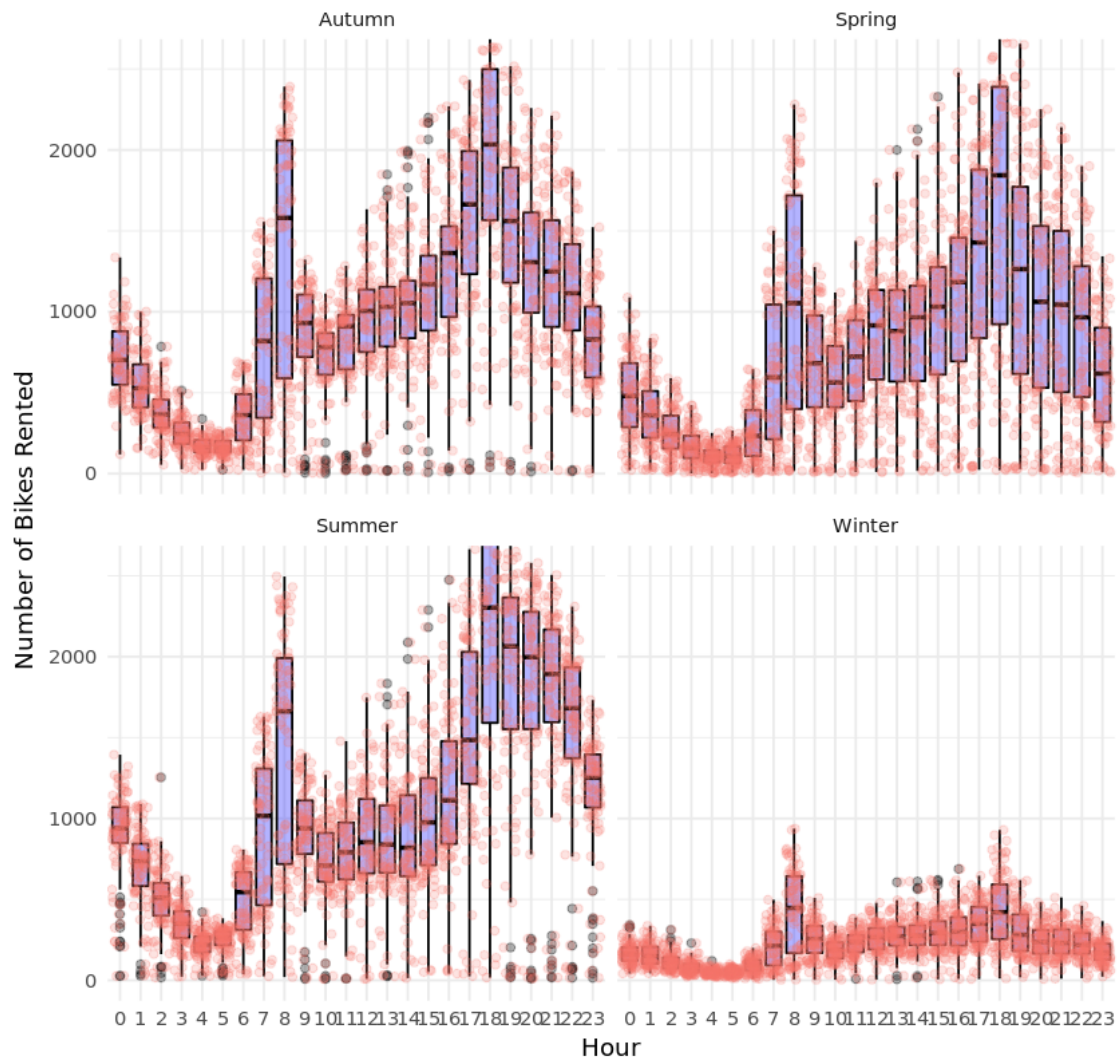 Autumn
Spring
2000
1000
0
Summer
Winter
2000
1000
0
0 1 2 3 4 5 6 7 8 9 10 11 12 13 14 15 16 17 18 19 20 21 22 23
0 1 2 3 4 5 6 7 8 9 10 11 12 13 14 15 16 17 18 19 20 21 22 23
Hour
Number of Bikes Rented